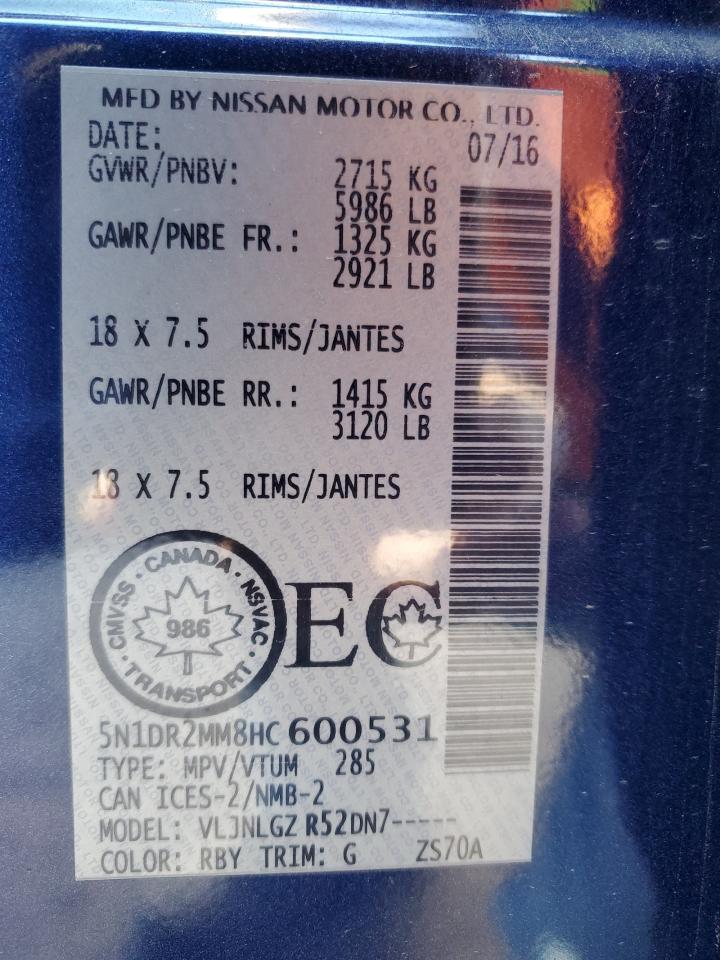 MFD BY NISSAN MOTOR CO., LTD.
DATE: 07/16
GVWR/PNBV: 2715 KG
5986 LB
GAWR/PNBE FR.: 1325 KG
2921 LB
18 X 7.5 RIMS/JANTES
GAWR/PNBE RR.: 1415 KG
3120 LB
18 X 7.5 RIMS/JANTES
CMVSS · CANADA · NSVAC · TRANSPORT ·
986
EC
5N1DR2MM8HC 600531
TYPE: MPV/VTUM 285
CAN ICES-2/NMB-2
MODEL: VLJNLGZ R52DN7-----
COLOR: RBY TRIM: G ZS70A